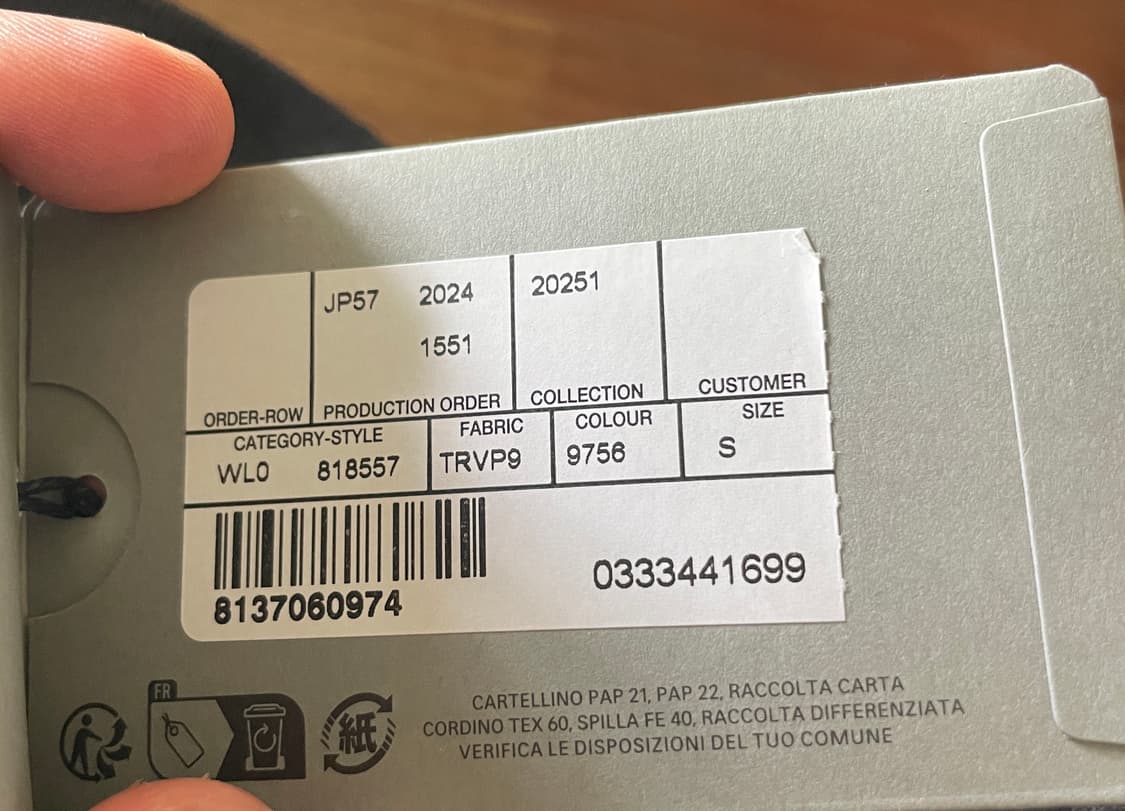 JP57 2024 20251
1551
ORDER-ROW PRODUCTION ORDER COLLECTION CUSTOMER
CATEGORY-STYLE FABRIC COLOUR SIZE
WLO 818557 TRVP9 9756 S
8137060974 0333441699
FR
紙
CARTELLINO PAP 21, PAP 22, RACCOLTA CARTA
CORDINO TEX 60, SPILLA FE 40, RACCOLTA DIFFERENZIATA
VERIFICA LE DISPOSIZIONI DEL TUO COMUNE